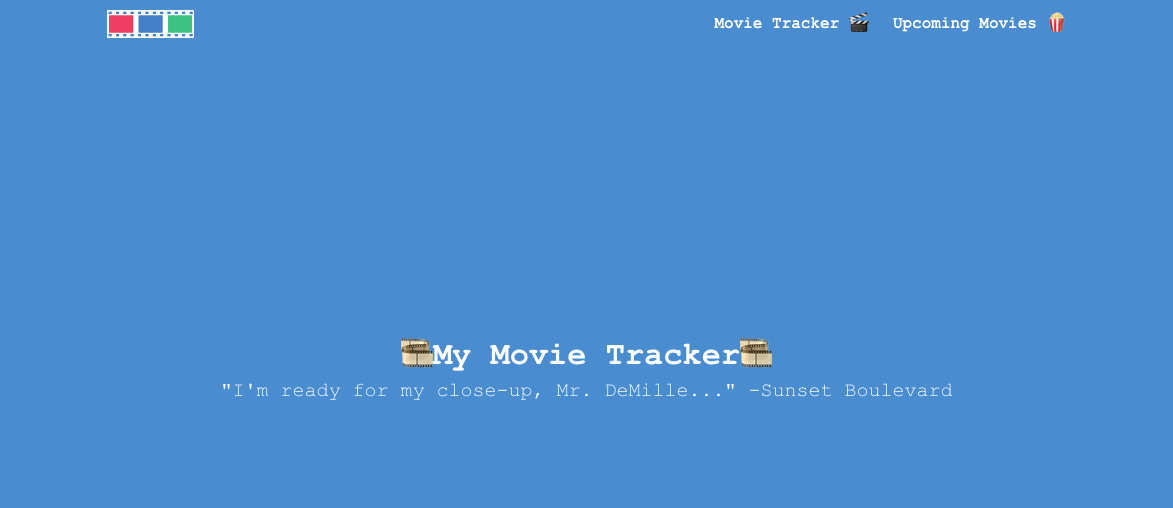 Movie Tracker 🎬 Upcoming Movies 🍿
🎞️My Movie Tracker🎞️
"I'm ready for my close-up, Mr. DeMille..." -Sunset Boulevard